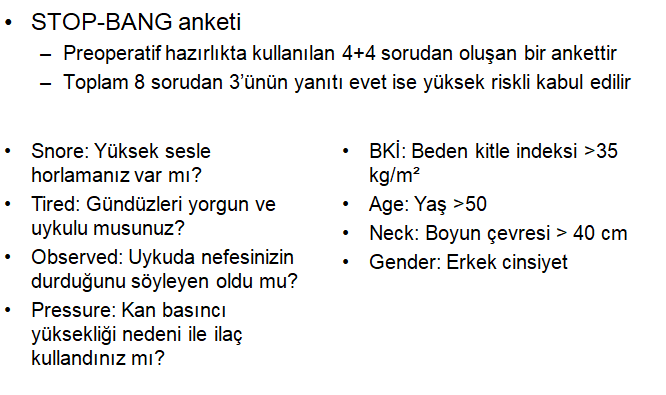 • STOP-BANG anketi
– Preoperatif hazırlıkta kullanılan 4+4 sorudan oluşan bir ankettir
– Toplam 8 sorudan 3’ünün yanıtı evet ise yüksek riskli kabul edilir
• Snore: Yüksek sesle
horlamanız var mı?
• Tired: Gündüzleri yorgun ve
uykulu musunuz?
• Observed: Uykuda nefesinizin
durduğunu söyleyen oldu mu?
• Pressure: Kan basıncı
yüksekliği nedeni ile ilaç
kullandınız mı?
• BKİ: Beden kitle indeksi >35
kg/m²
• Age: Yaş >50
• Neck: Boyun çevresi > 40 cm
• Gender: Erkek cinsiyet